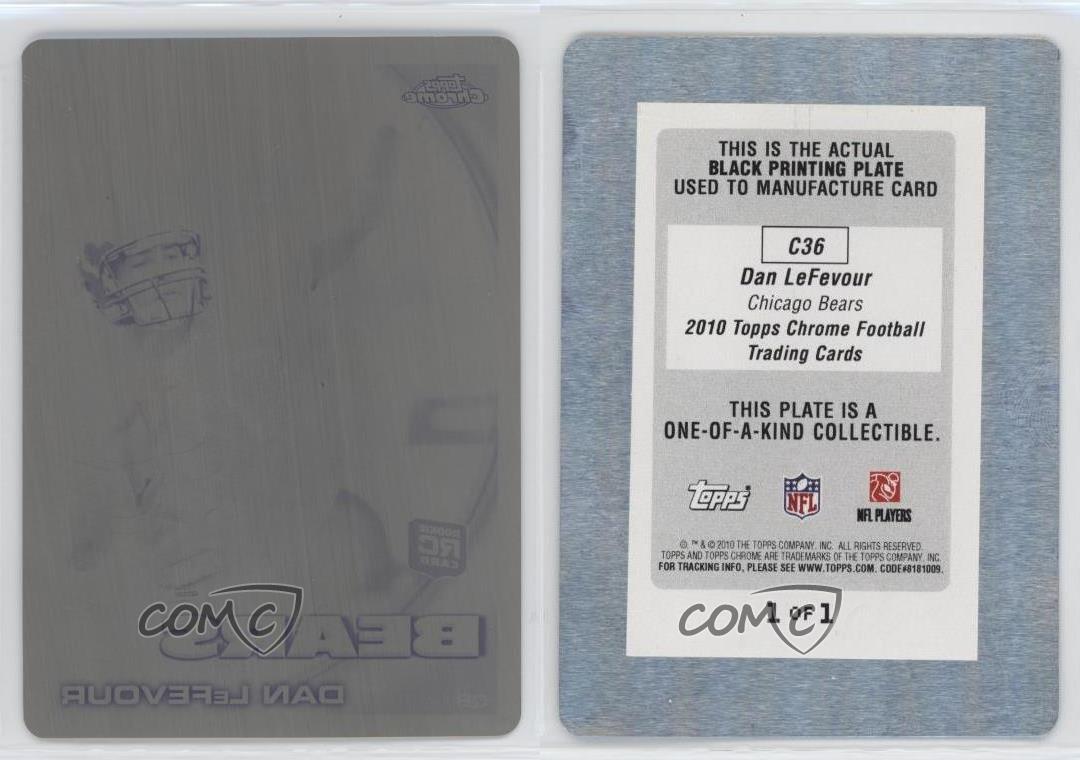 Topps
Chrome
ROOKIE
RC
CARD
BEARS
DAN LeFEVOUR
COMC
THIS IS THE ACTUAL
BLACK PRINTING PLATE
USED TO MANUFACTURE CARD
C36
Dan LeFevour
Chicago Bears
2010 Topps Chrome Football
Trading Cards
THIS PLATE IS A
ONE-OF-A-KIND COLLECTIBLE.
Topps®
NFL
NFL PLAYERS
®, ™ & © 2010 THE TOPPS COMPANY, INC. ALL RIGHTS RESERVED.
TOPPS AND TOPPS CHROME ARE TRADEMARKS OF THE TOPPS COMPANY, INC.
FOR TRACKING INFO, PLEASE SEE WWW.TOPPS.COM. CODE#8181009.
1 OF 1
COMC